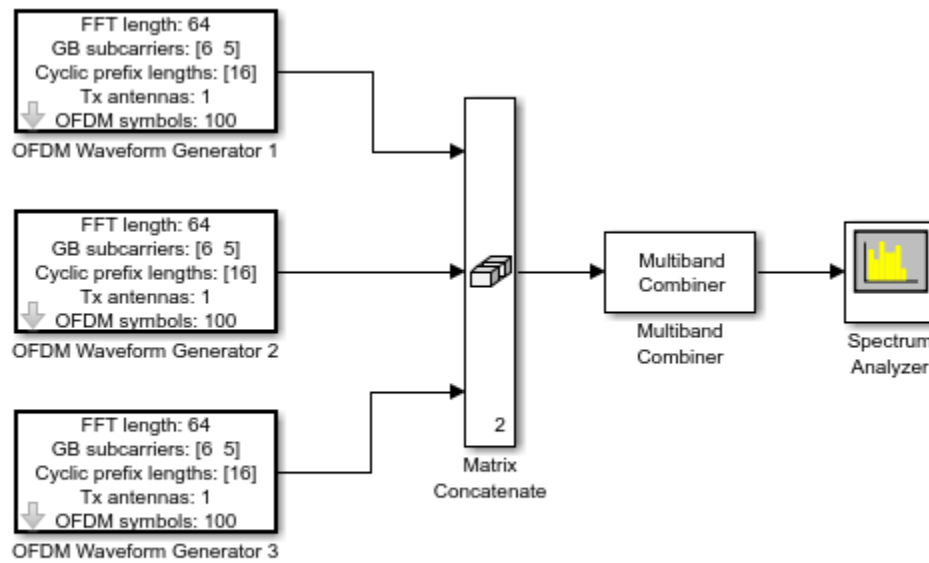 FFT length: 64
GB subcarriers: [6 5]
Cyclic prefix lengths: [16]
Tx antennas: 1
OFDM symbols: 100
OFDM Waveform Generator 1
FFT length: 64
GB subcarriers: [6 5]
Cyclic prefix lengths: [16]
Tx antennas: 1
OFDM symbols: 100
OFDM Waveform Generator 2
FFT length: 64
GB subcarriers: [6 5]
Cyclic prefix lengths: [16]
Tx antennas: 1
OFDM symbols: 100
OFDM Waveform Generator 3
2
Matrix
Concatenate
Multiband
Combiner
Multiband
Combiner
Spectrum
Analyzer